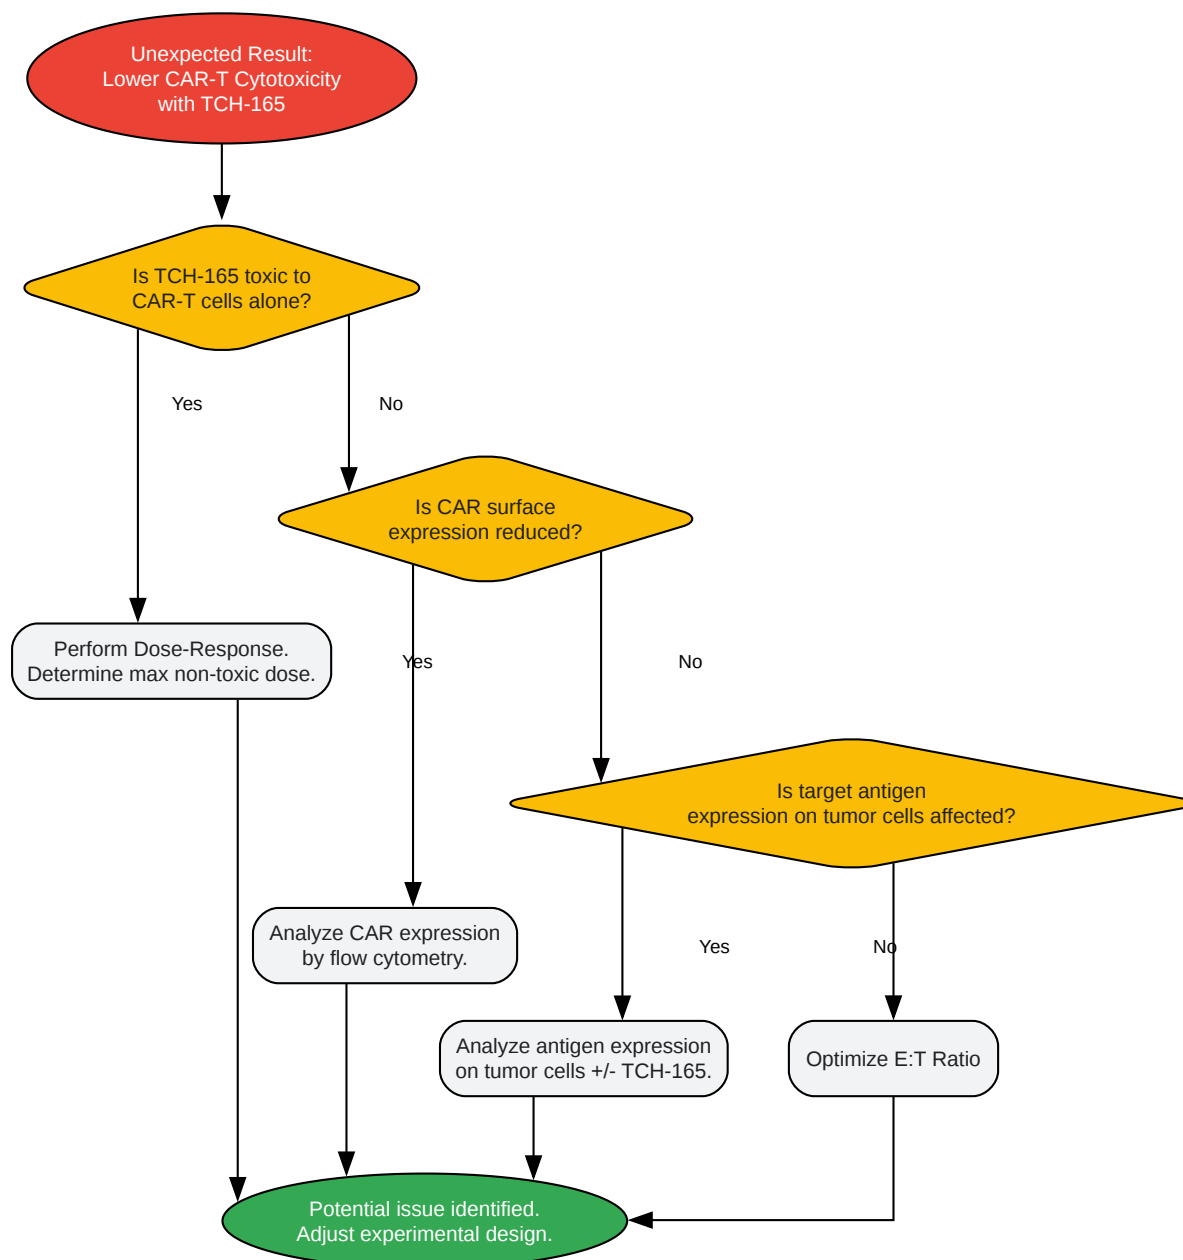 Unexpected Result:
Lower CAR-T Cytotoxicity
with TCH-165
Is TCH-165 toxic to
CAR-T cells alone?
Yes
No
Is CAR surface
expression reduced?
Perform Dose-Response.
Determine max non-toxic dose.
Yes
No
Is target antigen
expression on tumor cells affected?
Analyze CAR expression
by flow cytometry.
Yes
No
Analyze antigen expression
on tumor cells +/- TCH-165.
Optimize E:T Ratio
Potential issue identified.
Adjust experimental design.